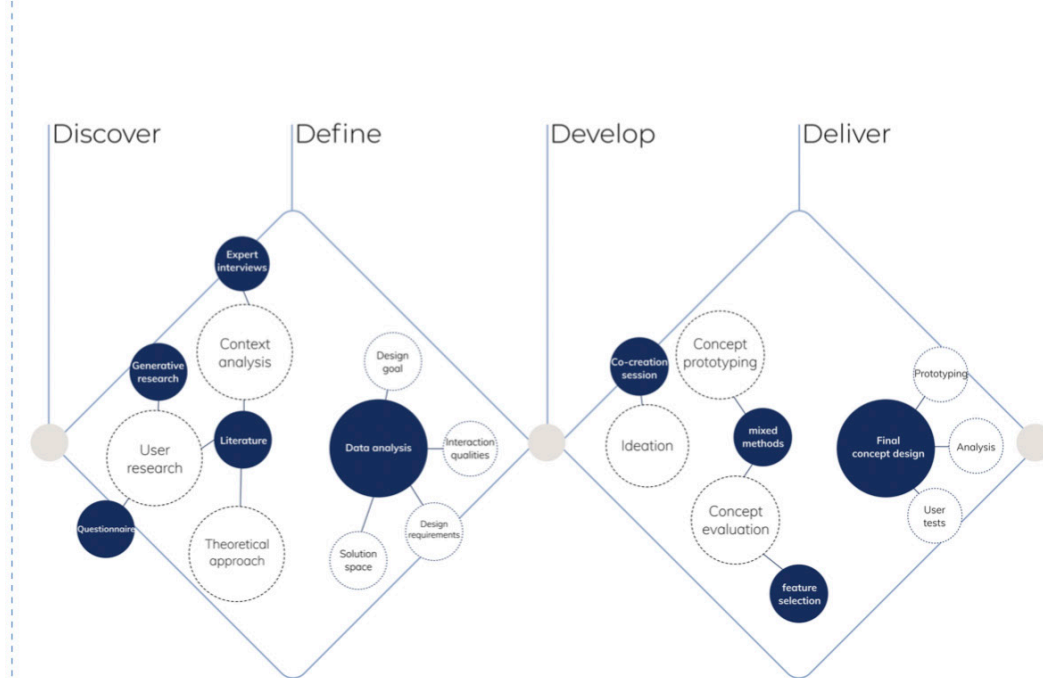 Discover
Define
Develop
Deliver
Expert
interviews
Context
analysis
Generative
research
User
research
Literature
Questionnaire
Theoretical
approach
Design
goal
Data analysis
Interaction
qualities
Design
requirements
Solution
space
Co-creation
session
Ideation
Concept
prototyping
mixed
methods
Concept
evaluation
feature
selection
Prototyping
Final
concept design
Analysis
User
tests